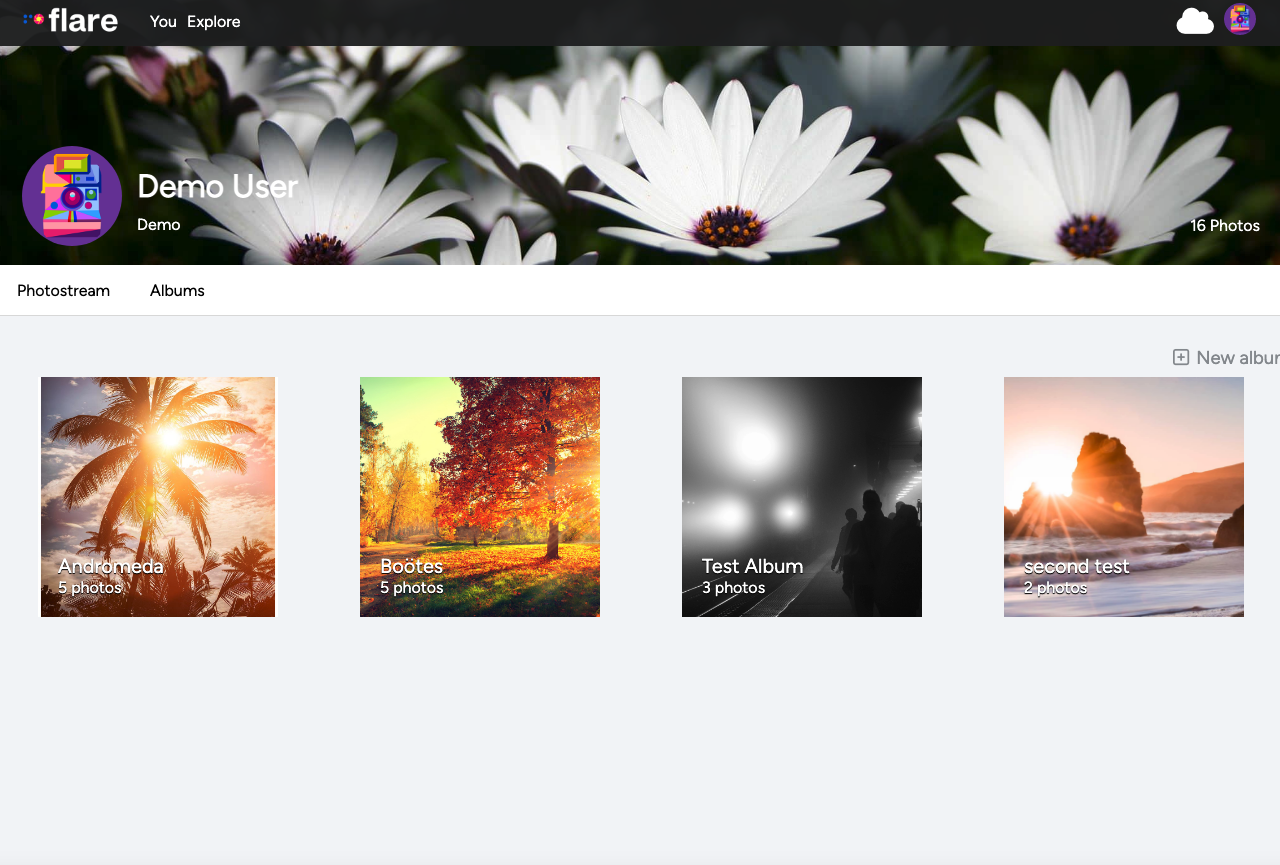 flare
You Explore
Demo User
Demo
16 Photos
Photostream Albums
New albu
Andromeda
5 photos
Boötes
5 photos
Test Album
3 photos
second test
2 photos